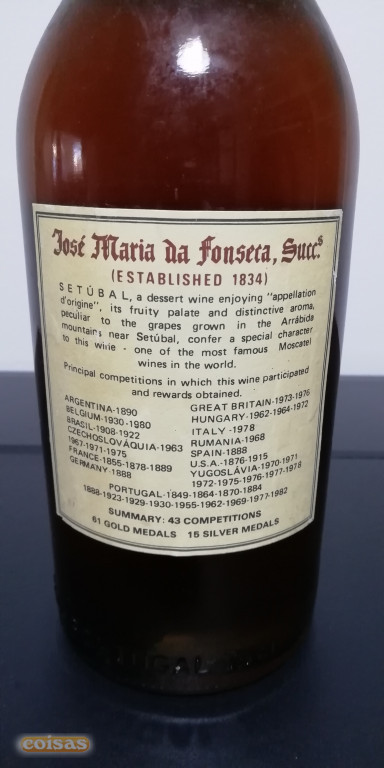 José Maria da Fonseca, Succ.s
(ESTABLISHED 1834)
SETÚBAL, a dessert wine enjoying "appellation
d'origine", its fruity palate and distinctive aroma,
peculiar to the grapes grown in the Arrábida
mountains near Setúbal, confer a special character
to this wine - one of the most famous Moscatel
wines in the world.
Principal competitions in which this wine participated
and rewards obtained.
ARGENTINA-1890
BELGIUM-1930-1980
BRASIL-1908-1922
CZECHOSLOVÁQUIA-1963
1967-1971-1975
FRANCE-1855-1878-1889
GERMANY-1888
GREAT BRITAIN-1973-1976
HUNGARY-1962-1964-1972
ITALY-1978
RUMANIA-1968
SPAIN-1888
U.S.A.-1876-1915
YUGOSLÁVIA-1970-1971
1972-1975-1976-1977-1978
PORTUGAL-1849-1864-1870-1884
1888-1923-1929-1930-1955-1962-1969-1977-1982
SUMMARY: 43 COMPETITIONS
61 GOLD MEDALS 15 SILVER MEDALS
coisas